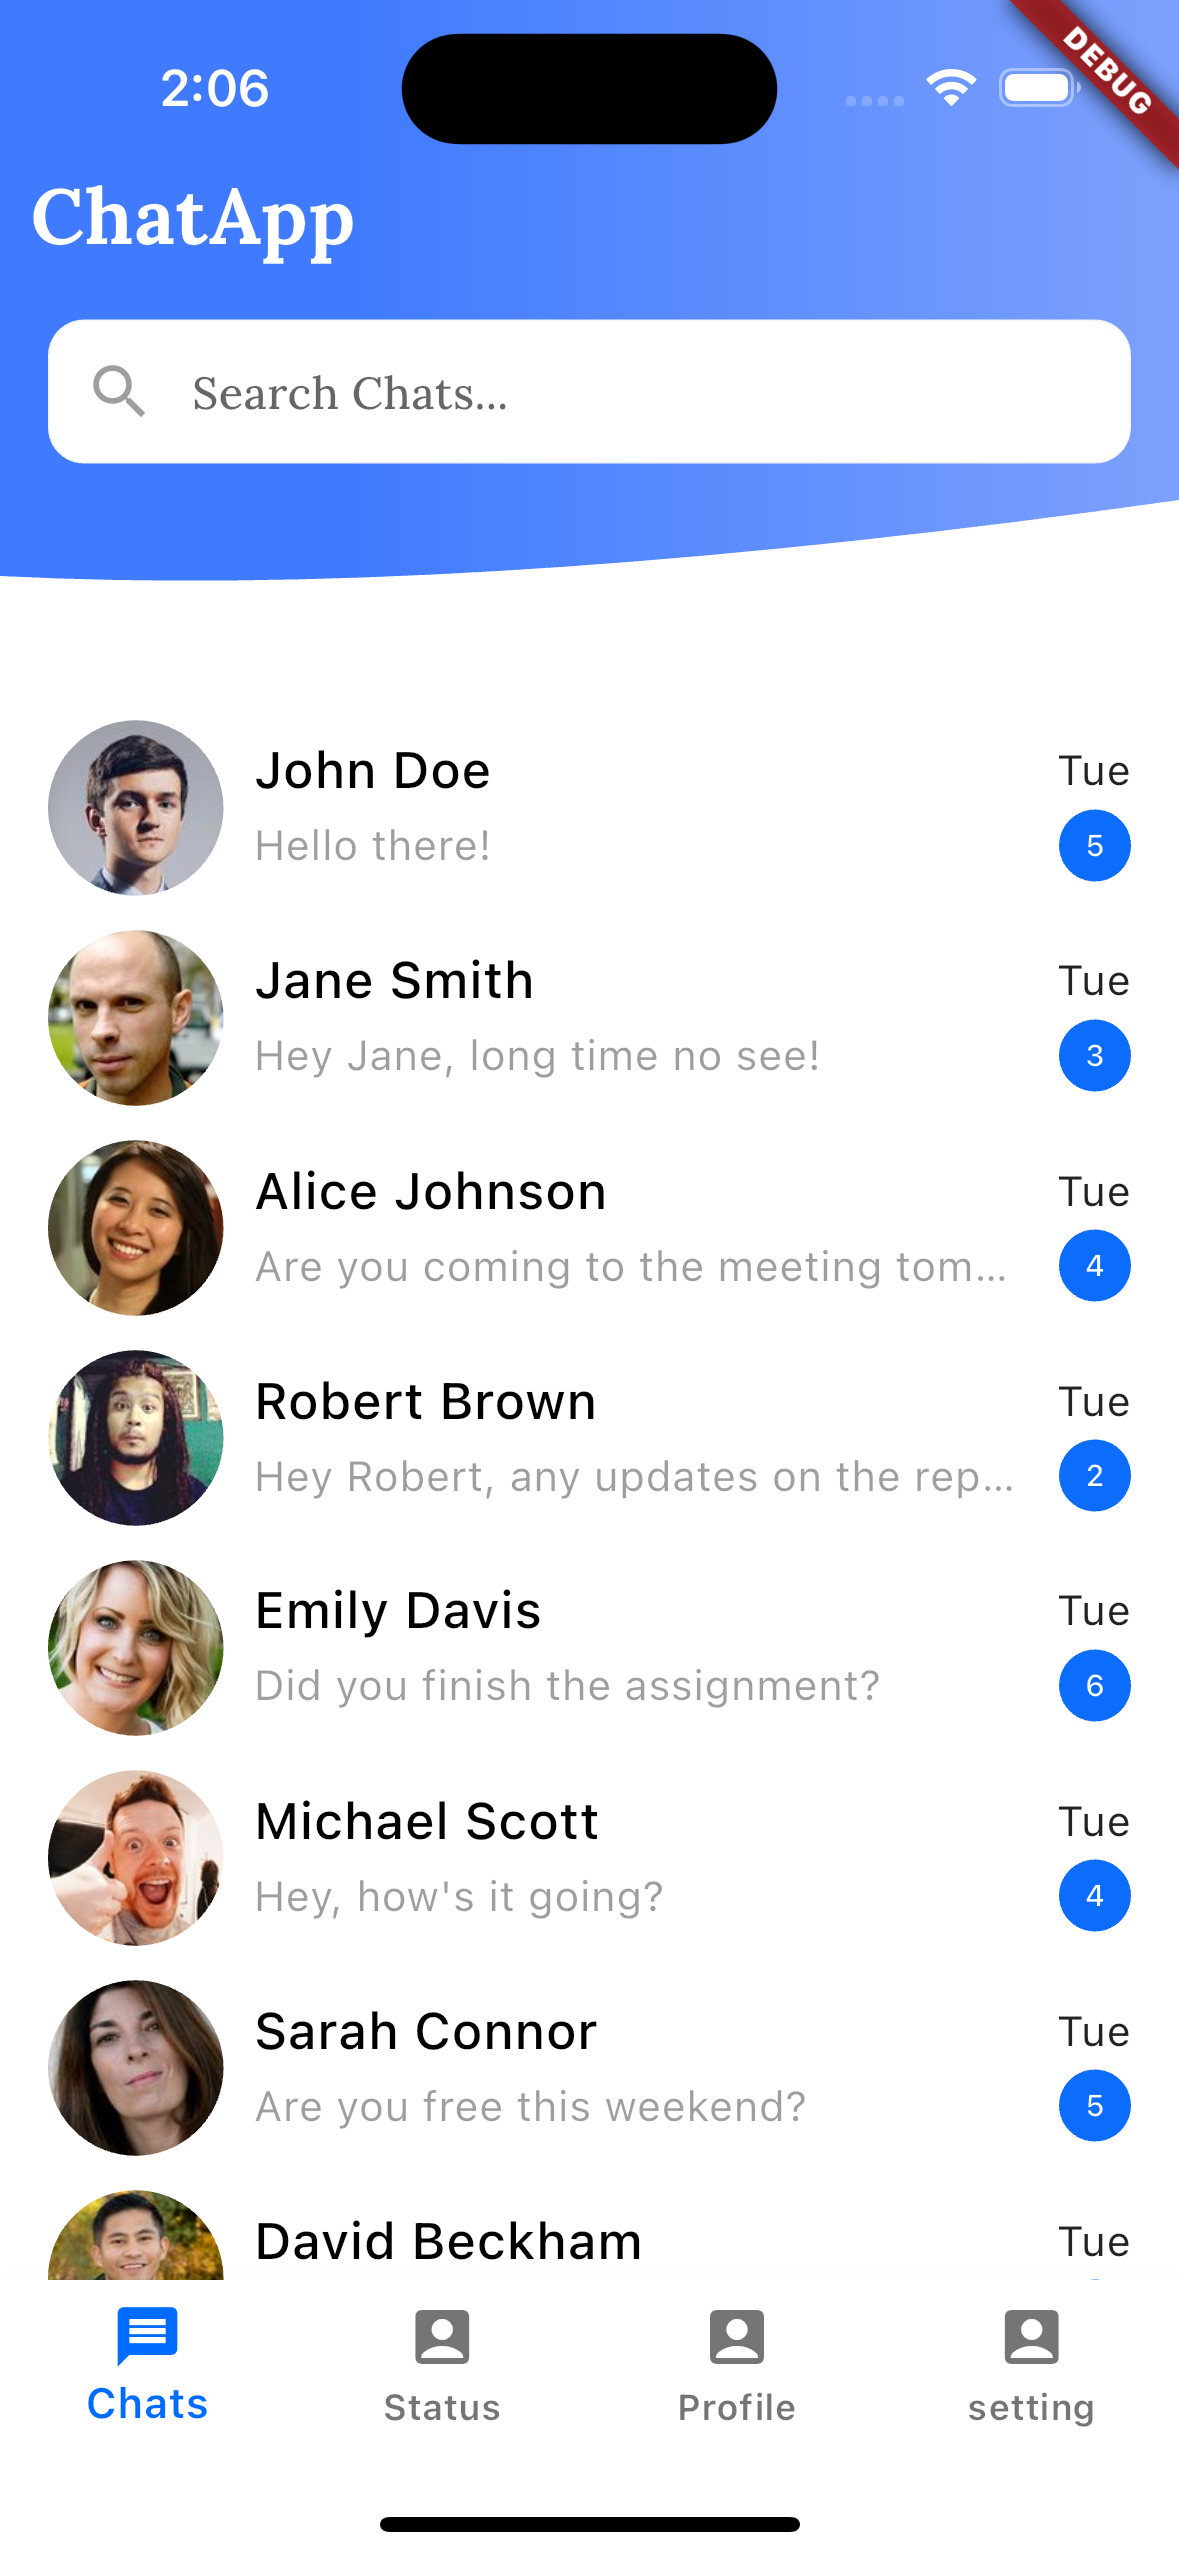 2:06
DEBUG
ChatApp
Search Chats...
John Doe
Tue
Hello there!
5
Jane Smith
Tue
Hey Jane, long time no see!
3
Alice Johnson
Tue
Are you coming to the meeting tom...
4
Robert Brown
Tue
Hey Robert, any updates on the rep...
2
Emily Davis
Tue
Did you finish the assignment?
6
Michael Scott
Tue
Hey, how's it going?
4
Sarah Connor
Tue
Are you free this weekend?
5
David Beckham
Tue
Chats
Status
Profile
setting